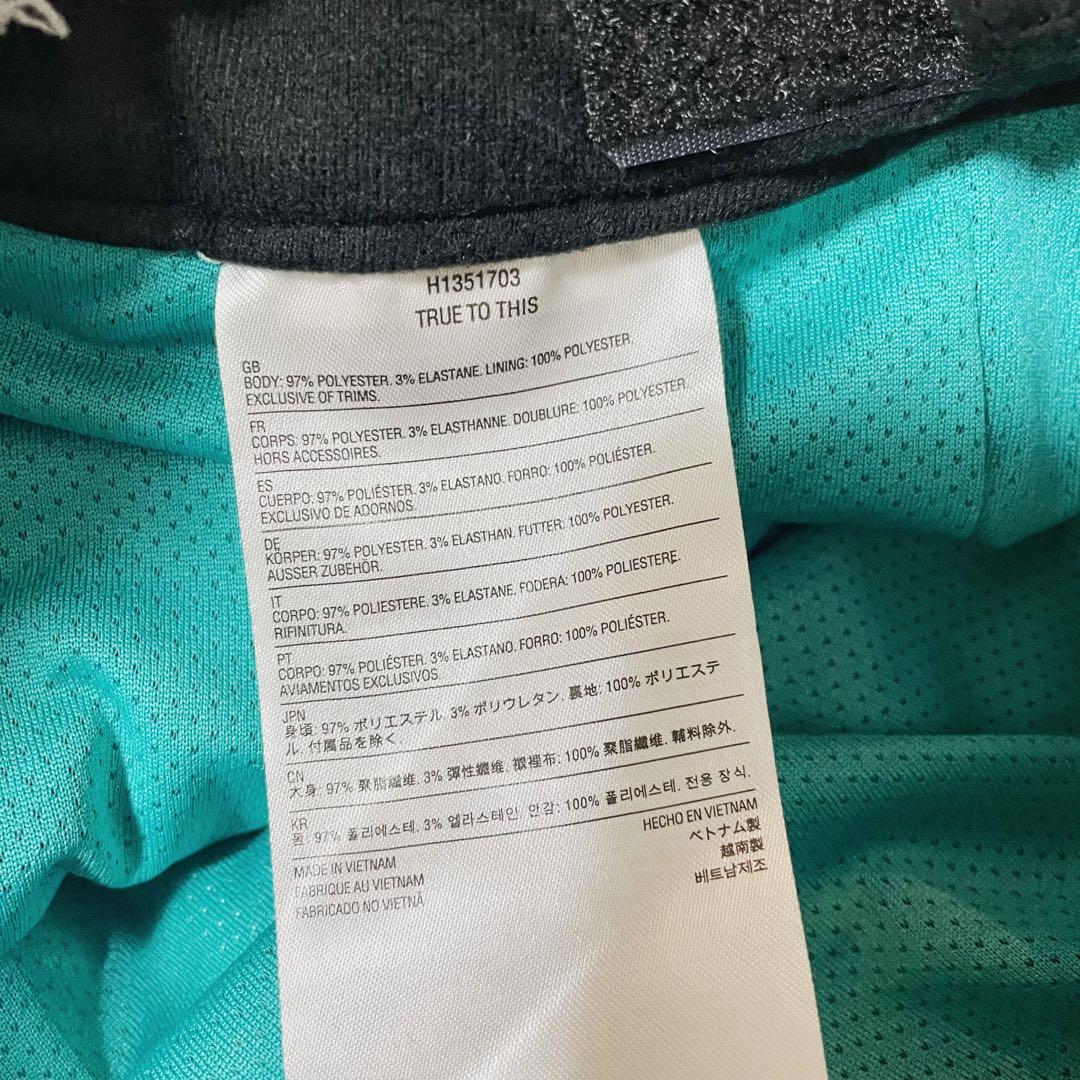 H1351703
TRUE TO THIS
GB
BODY: 97% POLYESTER. 3% ELASTANE. LINING: 100% POLYESTER.
EXCLUSIVE OF TRIMS.
FR
CORPS: 97% POLYESTER. 3% ELASTHANNE. DOUBLURE: 100% POLYESTER.
HORS ACCESSOIRES.
ES
CUERPO: 97% POLIÉSTER. 3% ELASTANO. FORRO: 100% POLIÉSTER.
EXCLUSIVO DE ADORNOS.
DE
KÖRPER: 97% POLYESTER. 3% ELASTHAN. FUTTER: 100% POLYESTER.
AUSSER ZUBEHÖR.
IT
CORPO: 97% POLIESTERE. 3% ELASTANE. FODERA: 100% POLIESTERE.
RIFINITURA.
PT
CORPO: 97% POLIÉSTER. 3% ELASTANO. FORRO: 100% POLIÉSTER.
AVIAMENTOS EXCLUSIVOS.
JPN
身頃: 97% ポリエステル. 3% ポリウレタン. 裏地: 100% ポリエステ
ル. 付属品を除く.
CN
大身: 97% 聚脂纖维. 3% 彈性纖维. 襯裡布: 100% 聚脂纖维. 輔料除外.
KR
몸: 97% 폴리에스테. 3% 엘라스테인. 안감: 100% 폴리에스테. 전용 장식.
MADE IN VIETNAM
FABRIQUE AU VIETNAM
FABRICADO NO VIETNÃ
HECHO EN VIETNAM
ベトナム製
越南製
베트남제조